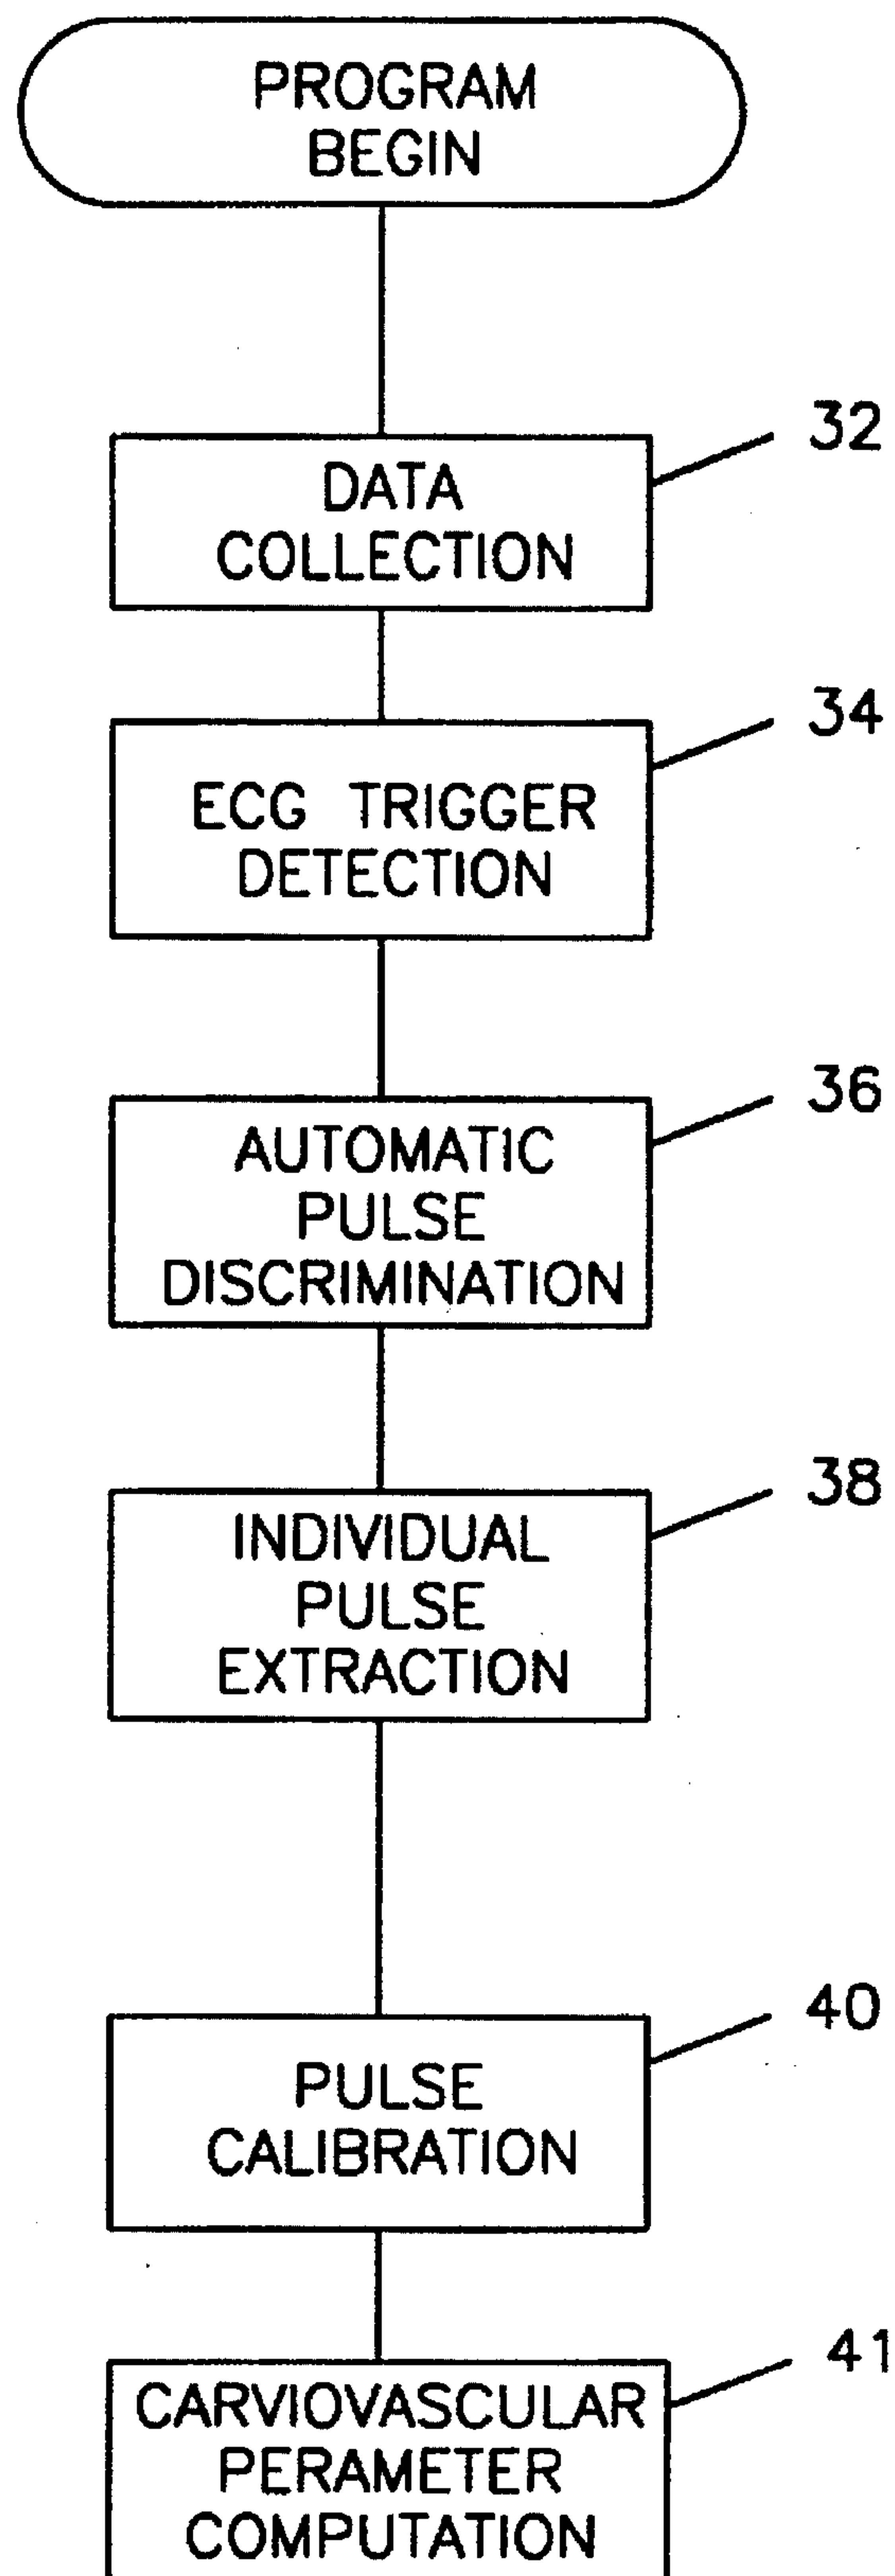 PROGRAM
BEGIN
32
DATA
COLLECTION
34
ECG TRIGGER
DETECTION
36
AUTOMATIC
PULSE
DISCRIMINATION
38
INDIVIDUAL
PULSE
EXTRACTION
40
PULSE
CALIBRATION
41
CARVIOVASCULAR
PERAMETER
COMPUTATION